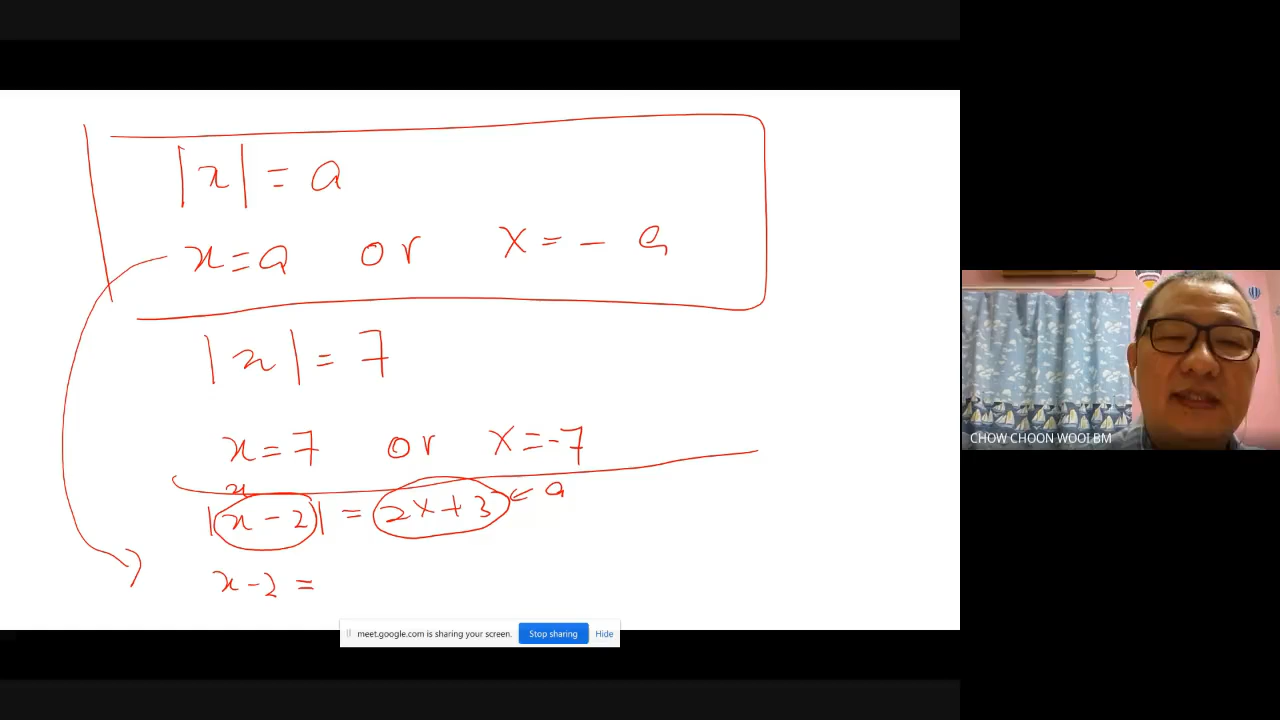 |x| = a
x = a or x = - a
|x| = 7
x = 7 or x = -7
x
|x - 2| = 2x + 3 ← a
x - 2 =
CHOW CHOON WOOI BM
meet.google.com is sharing your screen. Stop sharing Hide